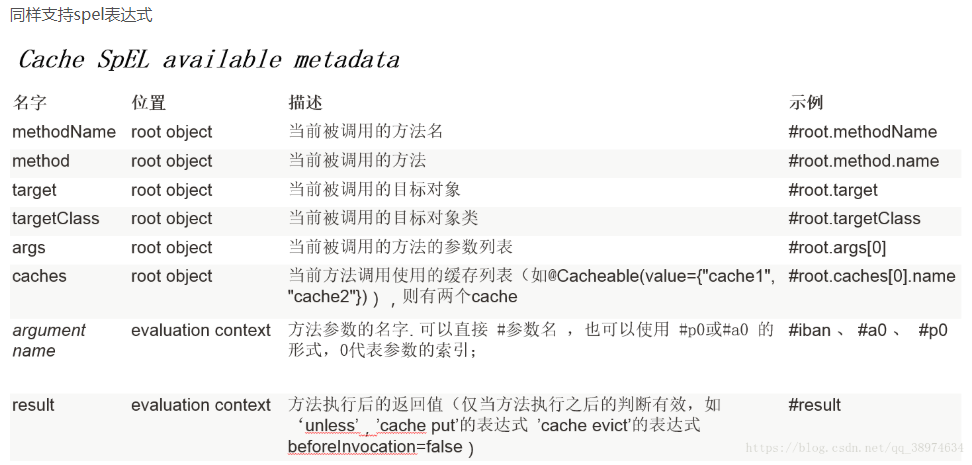 同样支持spel表达式
Cache SpEL available metadata
名字 位置 描述 示例
methodName root object 当前被调用的方法名 #root.methodName
method root object 当前被调用的方法 #root.method.name
target root object 当前被调用的目标对象 #root.target
targetClass root object 当前被调用的目标对象类 #root.targetClass
args root object 当前被调用的方法的参数列表 #root.args[0]
caches root object 当前方法调用使用的缓存列表（如@Cacheable(value={"cache1", #root.caches[0].name
"cache2"})），则有两个cache
argument evaluation context 方法参数的名字. 可以直接 #参数名 ，也可以使用 #p0或#a0 的 #iban 、 #a0 、 #p0
name 形式，0代表参数的索引；
result evaluation context 方法执行后的返回值（仅当方法执行之后的判断有效，如 #result
‘unless’，’cache put’的表达式 ’cache evict’的表达式
beforeInvocation=false）
https://blog.csdn.net/qq_38974634